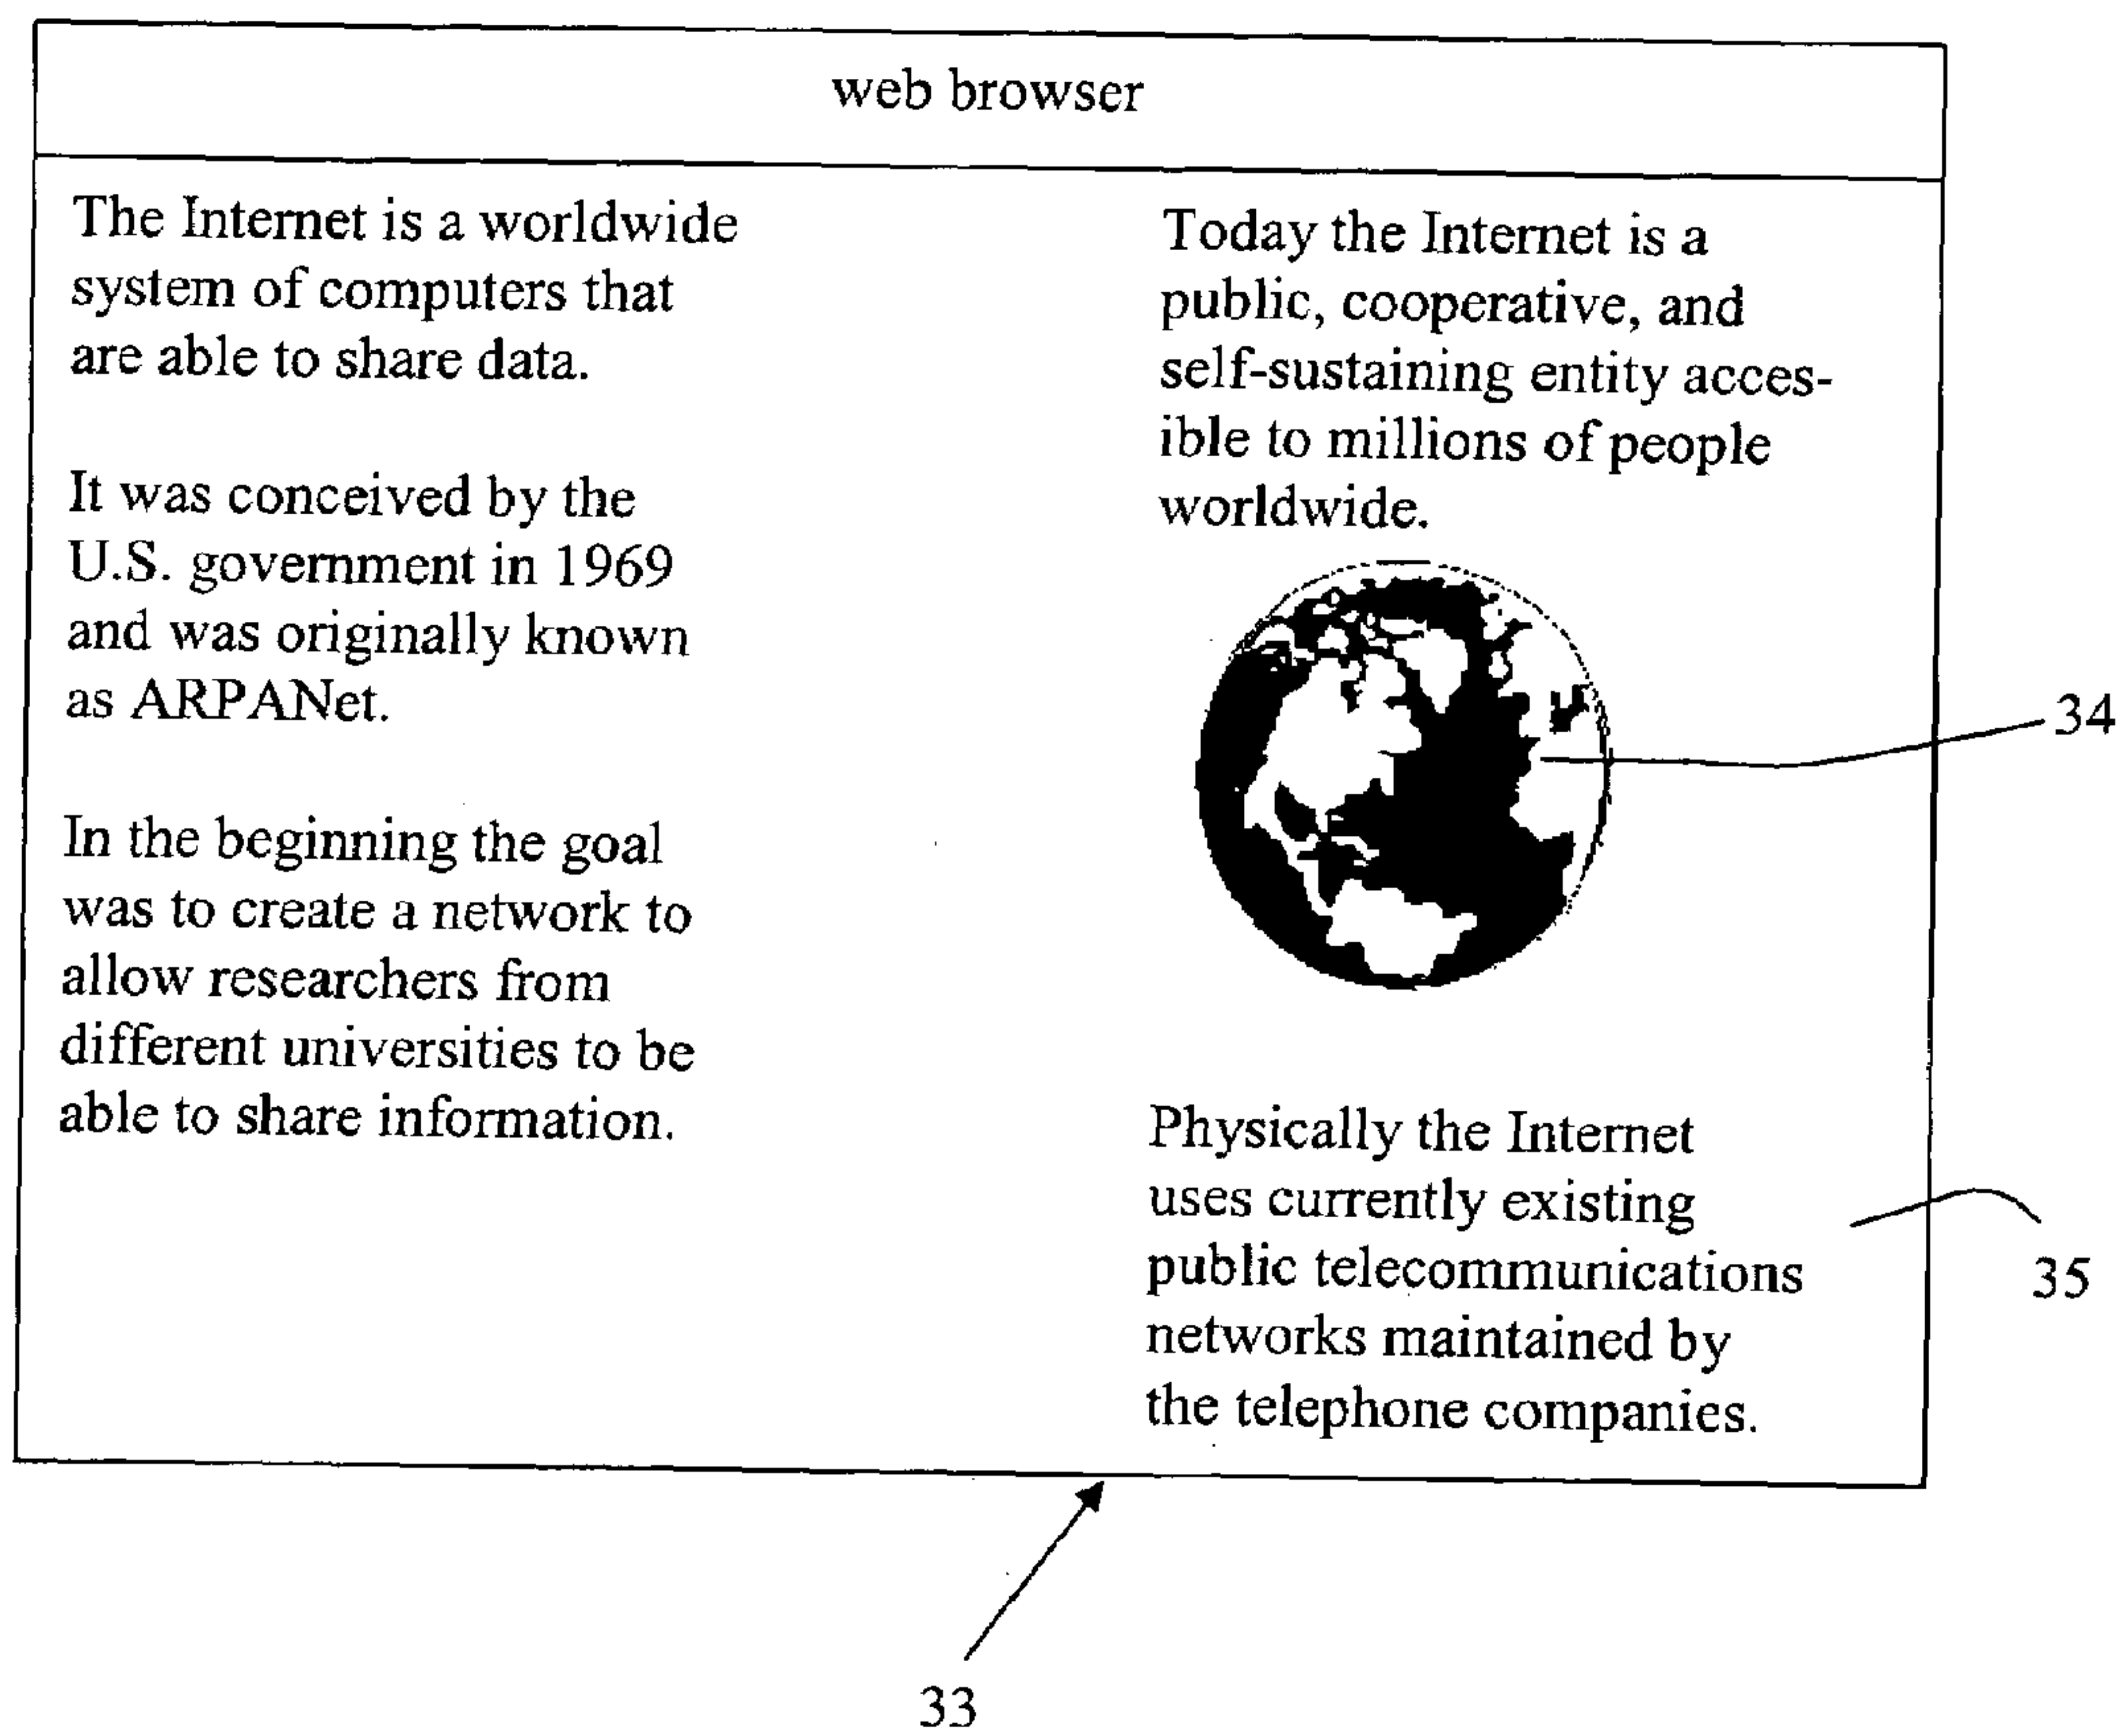 web browser
The Internet is a worldwide
system of computers that
are able to share data.
It was conceived by the
U.S. government in 1969
and was originally known
as ARPANet.
In the beginning the goal
was to create a network to
allow researchers from
different universities to be
able to share information.
Today the Internet is a
public, cooperative, and
self-sustaining entity acces-
ible to millions of people
worldwide.
Physically the Internet
uses currently existing
public telecommunications
networks maintained by
the telephone companies.
34
35
33